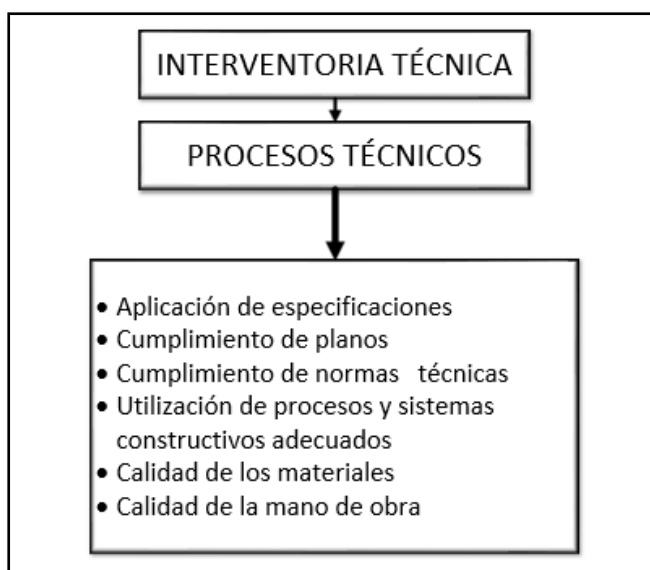 INTERVENTORIA TÉCNICA
PROCESOS TÉCNICOS
• Aplicación de especificaciones
• Cumplimiento de planos
• Cumplimiento de normas técnicas
• Utilización de procesos y sistemas
constructivos adecuados
• Calidad de los materiales
• Calidad de la mano de obra